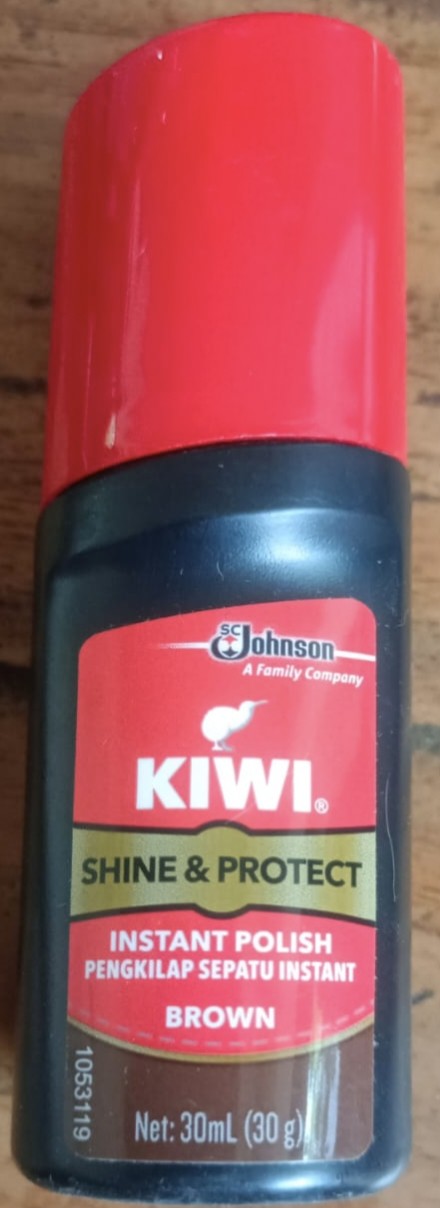 SC Johnson
A Family Company
KIWI®
SHINE & PROTECT
INSTANT POLISH
PENGKILAP SEPATU INSTANT
BROWN
1053119
Net: 30mL (30 g)